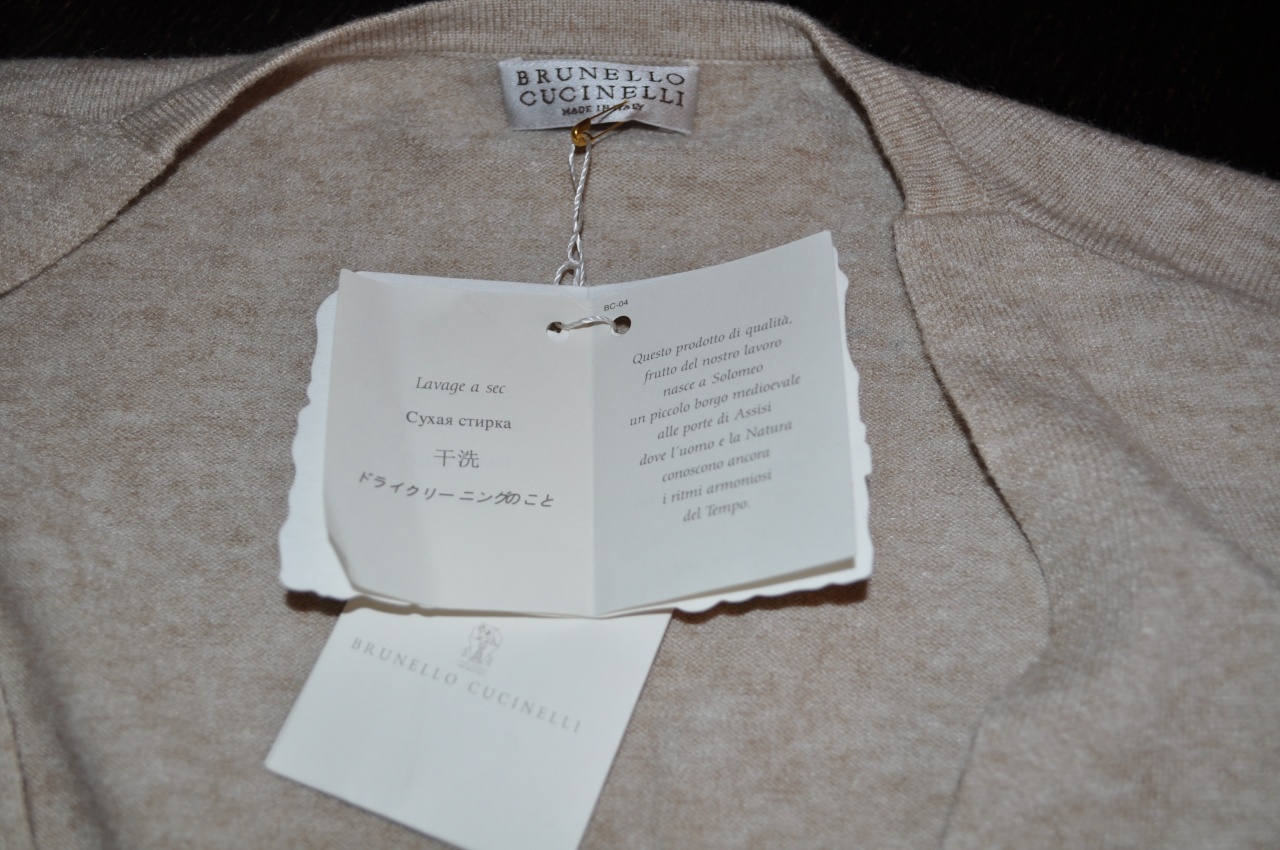 BRUNELLO
CUCINELLI
MADE IN ITALY
BC-04
Lavage a sec
Сухая стирка
干洗
ドライクリーニングのこと
Questo prodotto di qualità,
frutto del nostro lavoro
nasce a Solomeo
un piccolo borgo medioevale
alle porte di Assisi
dove l'uomo e la Natura
conoscono ancora
i ritmi armoniosi
del Tempo.
BRUNELLO CUCINELLI